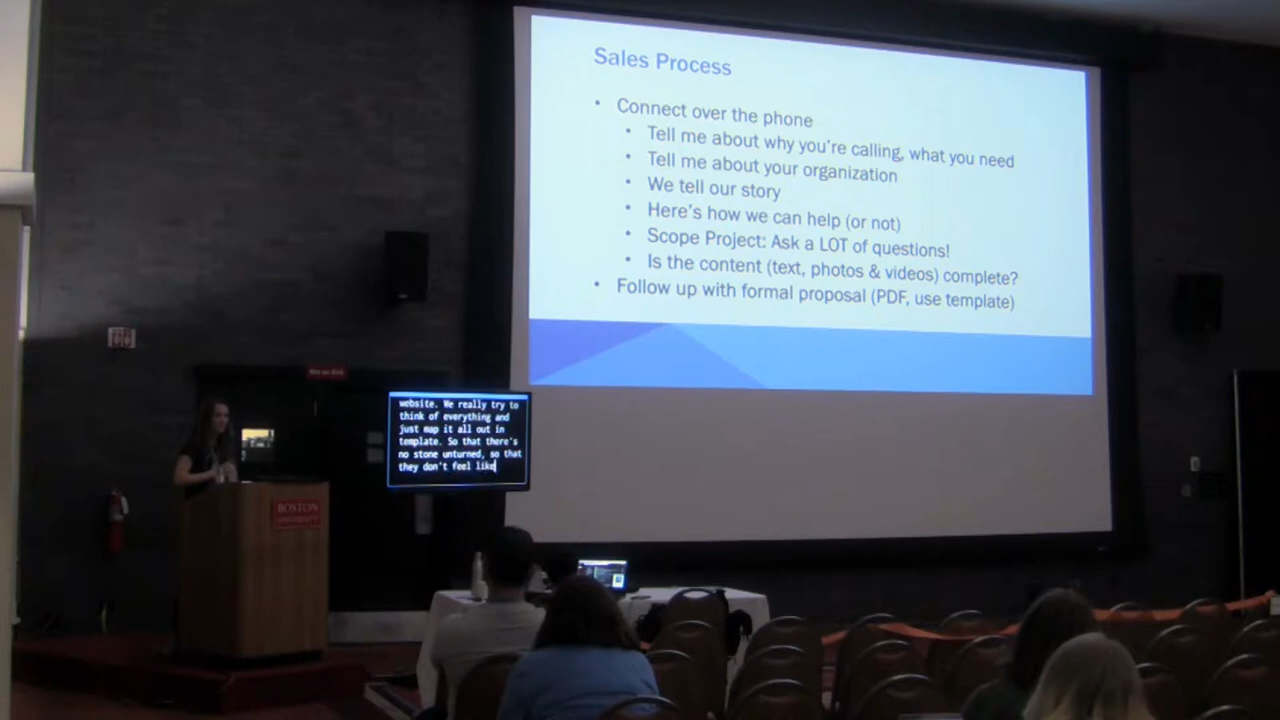 Sales Process
• Connect over the phone
• Tell me about why you're calling, what you need
• Tell me about your organization
• We tell our story
• Here's how we can help (or not)
• Scope Project: Ask a LOT of questions!
• Is the content (text, photos & videos) complete?
• Follow up with formal proposal (PDF, use template)
website. We really try to
think of everything and
just map it all out in
template. So that there's
no stone unturned, so that
they don't feel like
BOSTON
UNIVERSITY